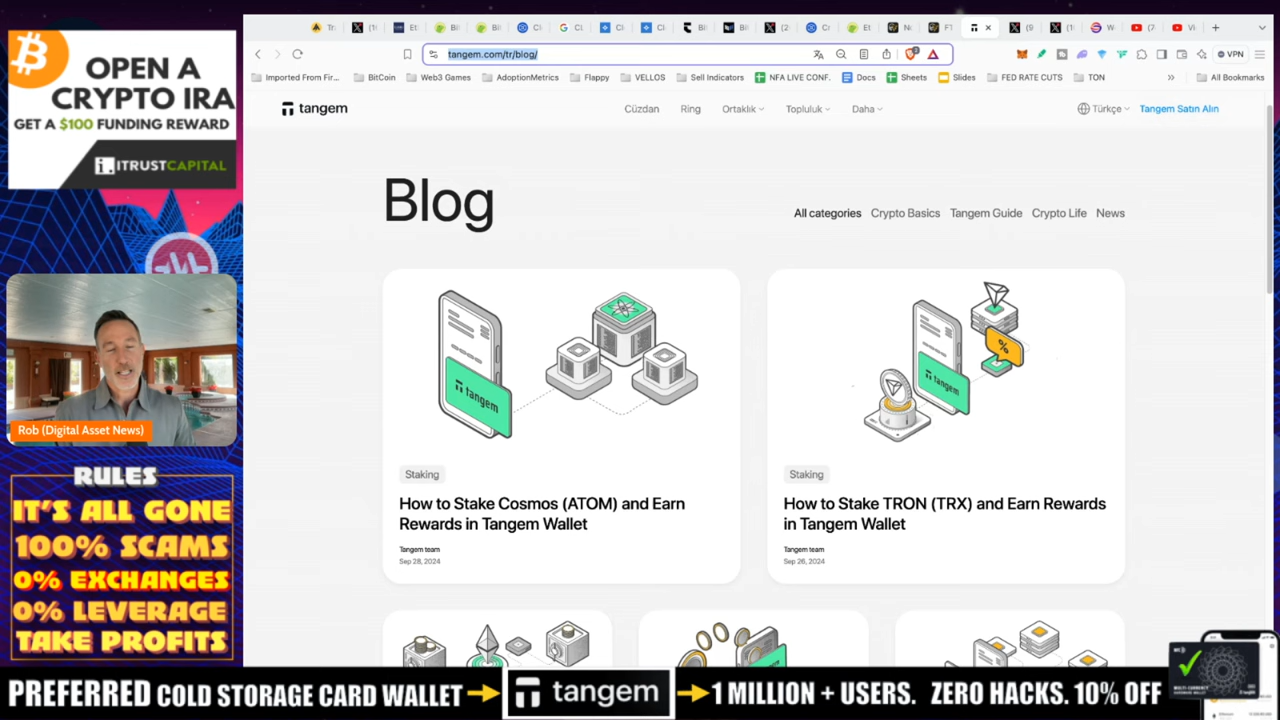 OPEN A
CRYPTO IRA
GET A $100 FUNDING REWARD
ITRUSTCAPITAL
Rob (Digital Asset News)
RULES
IT'S ALL GONE
100% SCAMS
0% EXCHANGES
0% LEVERAGE
TAKE PROFITS
tangem.com/tr/blog/
VPN
Imported From Fir...
BitCoin
Web3 Games
AdoptionMetrics
Flappy
VELLOS
Sell Indicators
NFA LIVE CONF.
Docs
Sheets
Slides
FED RATE CUTS
TON
All Bookmarks
tangem
Cüzdan
Ring
Ortaklık
Topluluk
Daha
Türkçe
Tangem Satın Alın
Blog
All categories
Crypto Basics
Tangem Guide
Crypto Life
News
tangem
Staking
How to Stake Cosmos (ATOM) and Earn
Rewards in Tangem Wallet
Tangem team
Sep 28, 2024
tangem
%
Staking
How to Stake TRON (TRX) and Earn Rewards
in Tangem Wallet
Tangem team
Sep 26, 2024
PREFERRED COLD STORAGE CARD WALLET
tangem
1 MILLION + USERS. ZERO HACKS. 10% OFF